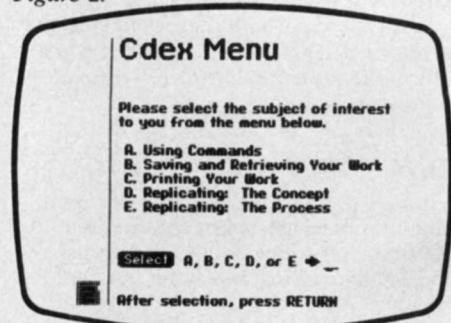 Figure 2.
Cdex Menu
Please select the subject of interest
to you from the menu below.
A. Using Commands
B. Saving and Retrieving Your Work
C. Printing Your Work
D. Replicating: The Concept
E. Replicating: The Process
Select A, B, C, D, or E
After selection, press RETURN